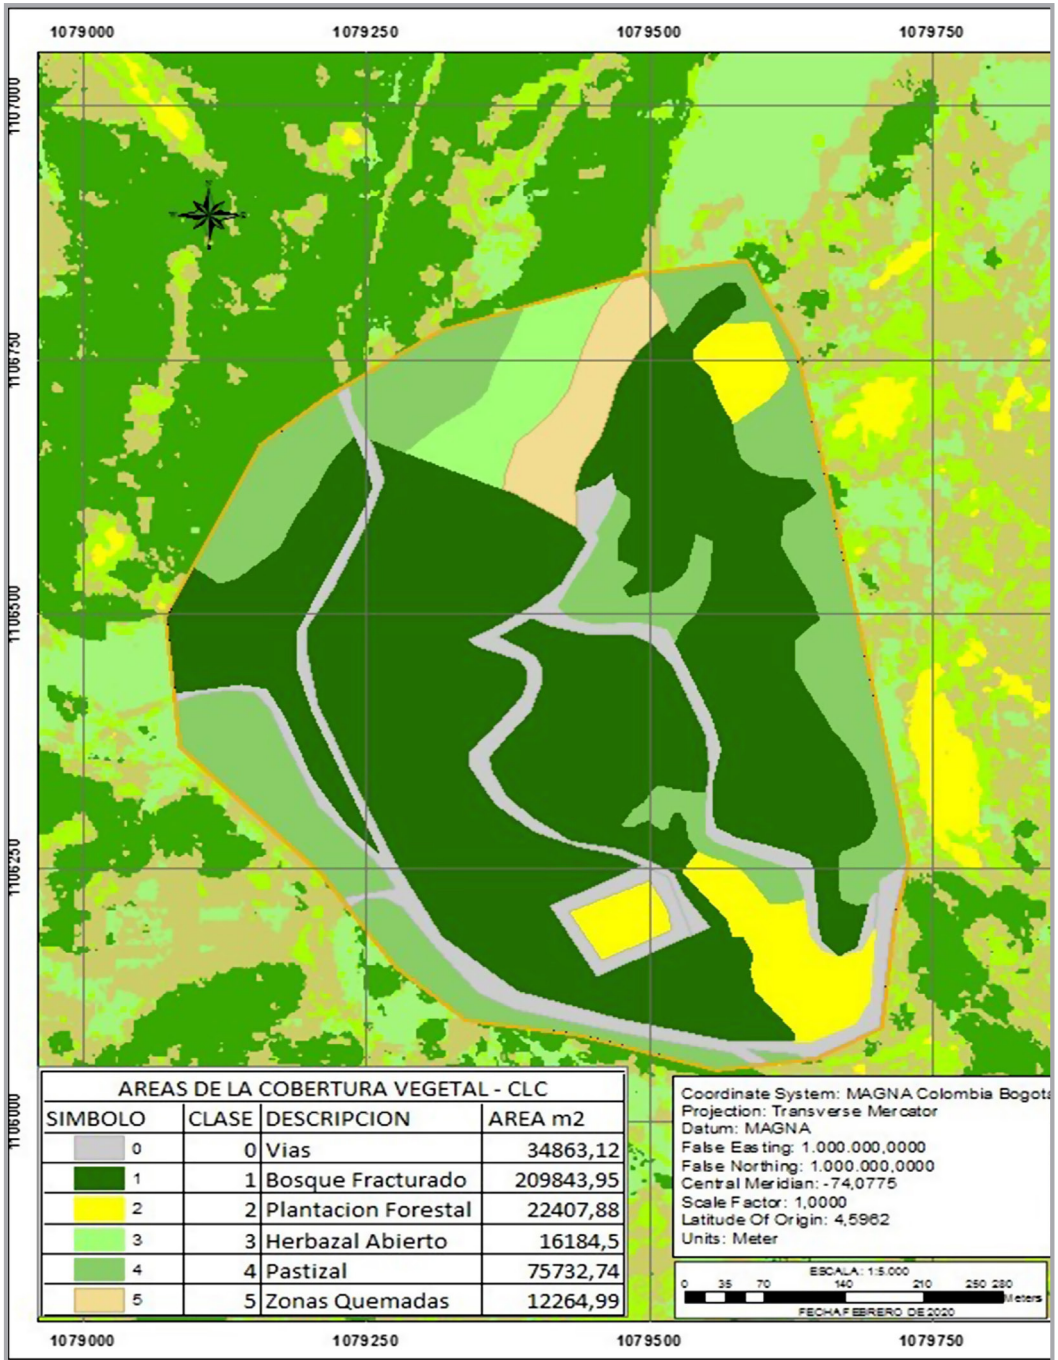 1079000 1079250 1079500 1079750
1107000
1106750
1106500
1106250
1106000
AREAS DE LA COBERTURA VEGETAL - CLC
SIMBOLO CLASE DESCRIPCION AREA m2
0 0 Vias 34863,12
1 1 Bosque Fracturado 209843,95
2 2 Plantacion Forestal 22407,88
3 3 Herbazal Abierto 16184,5
4 4 Pastizal 75732,74
5 5 Zonas Quemadas 12264,99
Coordinate System: MAGNA Colombia Bogota
Projection: Transverse Mercator
Datum: MAGNA
False Easting: 1.000.000,0000
False Northing: 1.000.000,0000
Central Meridian: -74,0775
Scale Factor: 1,0000
Latitude Of Origin: 4,5962
Units: Meter
ESCALA: 1:5.000
0 35 70 140 210 250 280
Meters
FECHA FEBRERO DE 2020
1079000 1079250 1079500 1079750